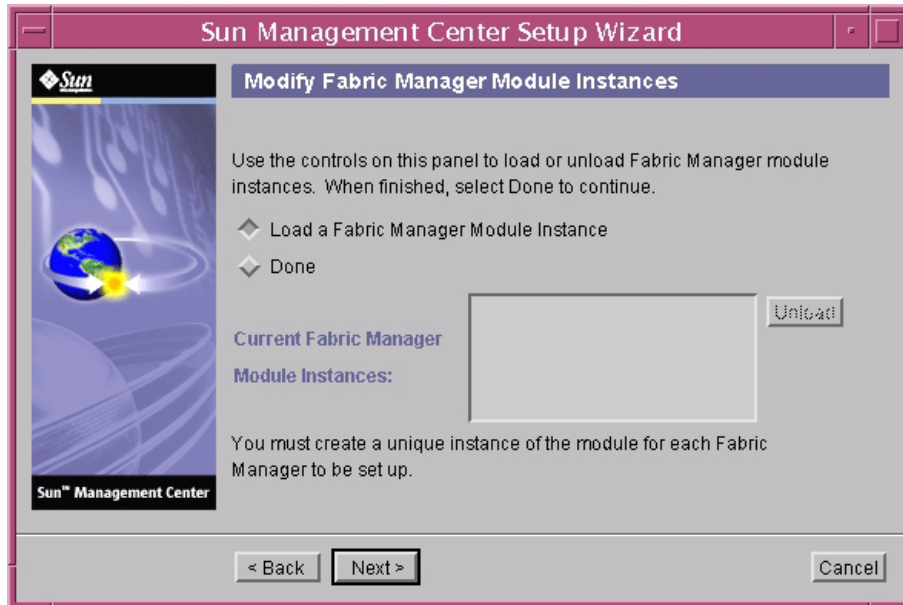 Sun Management Center Setup Wizard
Sun
Modify Fabric Manager Module Instances
Use the controls on this panel to load or unload Fabric Manager module
instances. When finished, select Done to continue.
Load a Fabric Manager Module Instance
Done
Unload
Current Fabric Manager
Module Instances:
You must create a unique instance of the module for each Fabric
Manager to be set up.
Sun™ Management Center
< Back
Next >
Cancel